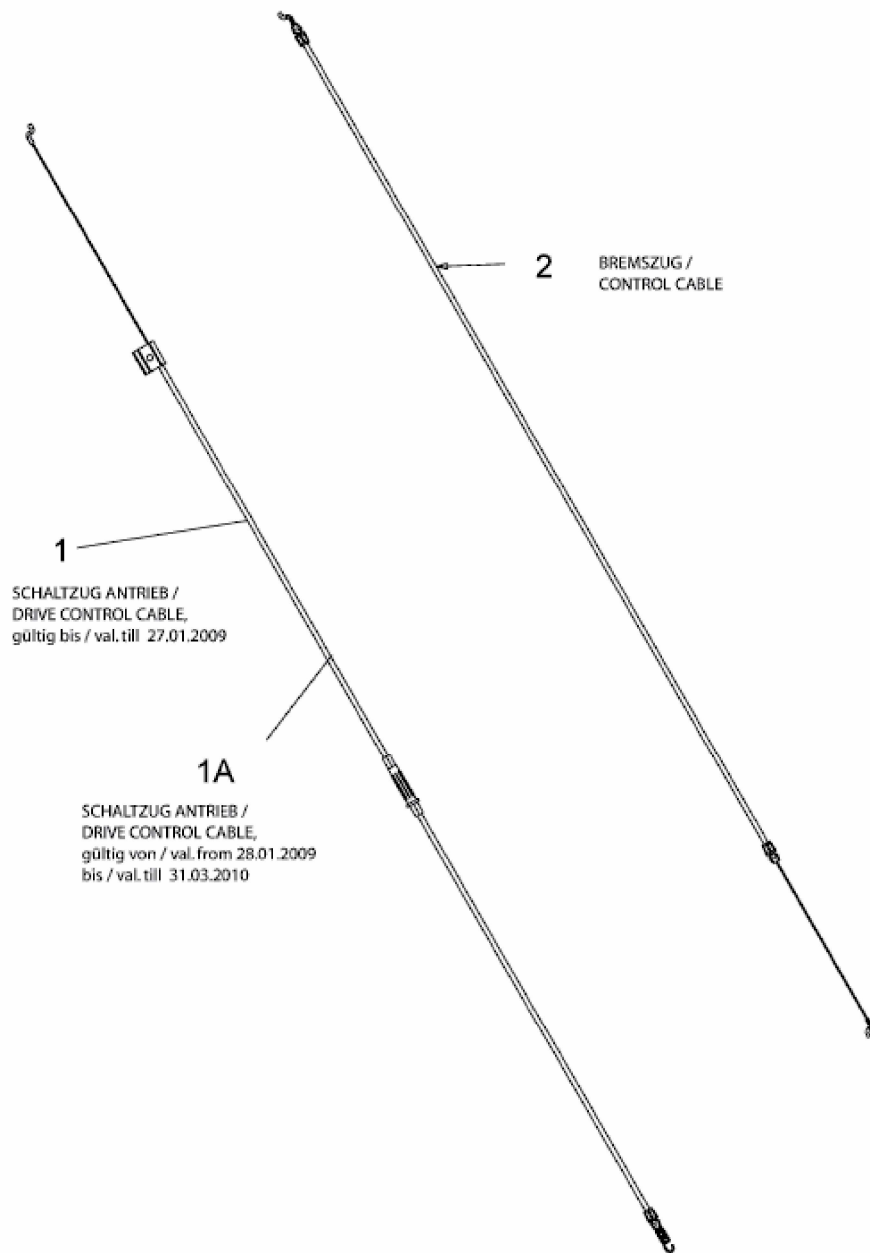 2
BREMSZUG /
CONTROL CABLE
1
SCHALTZUG ANTRIEB /
DRIVE CONTROL CABLE,
gültig bis / val. till 27.01.2009
1A
SCHALTZUG ANTRIEB /
DRIVE CONTROL CABLE,
gültig von / val. from 28.01.2009
bis / val. till 31.03.2010